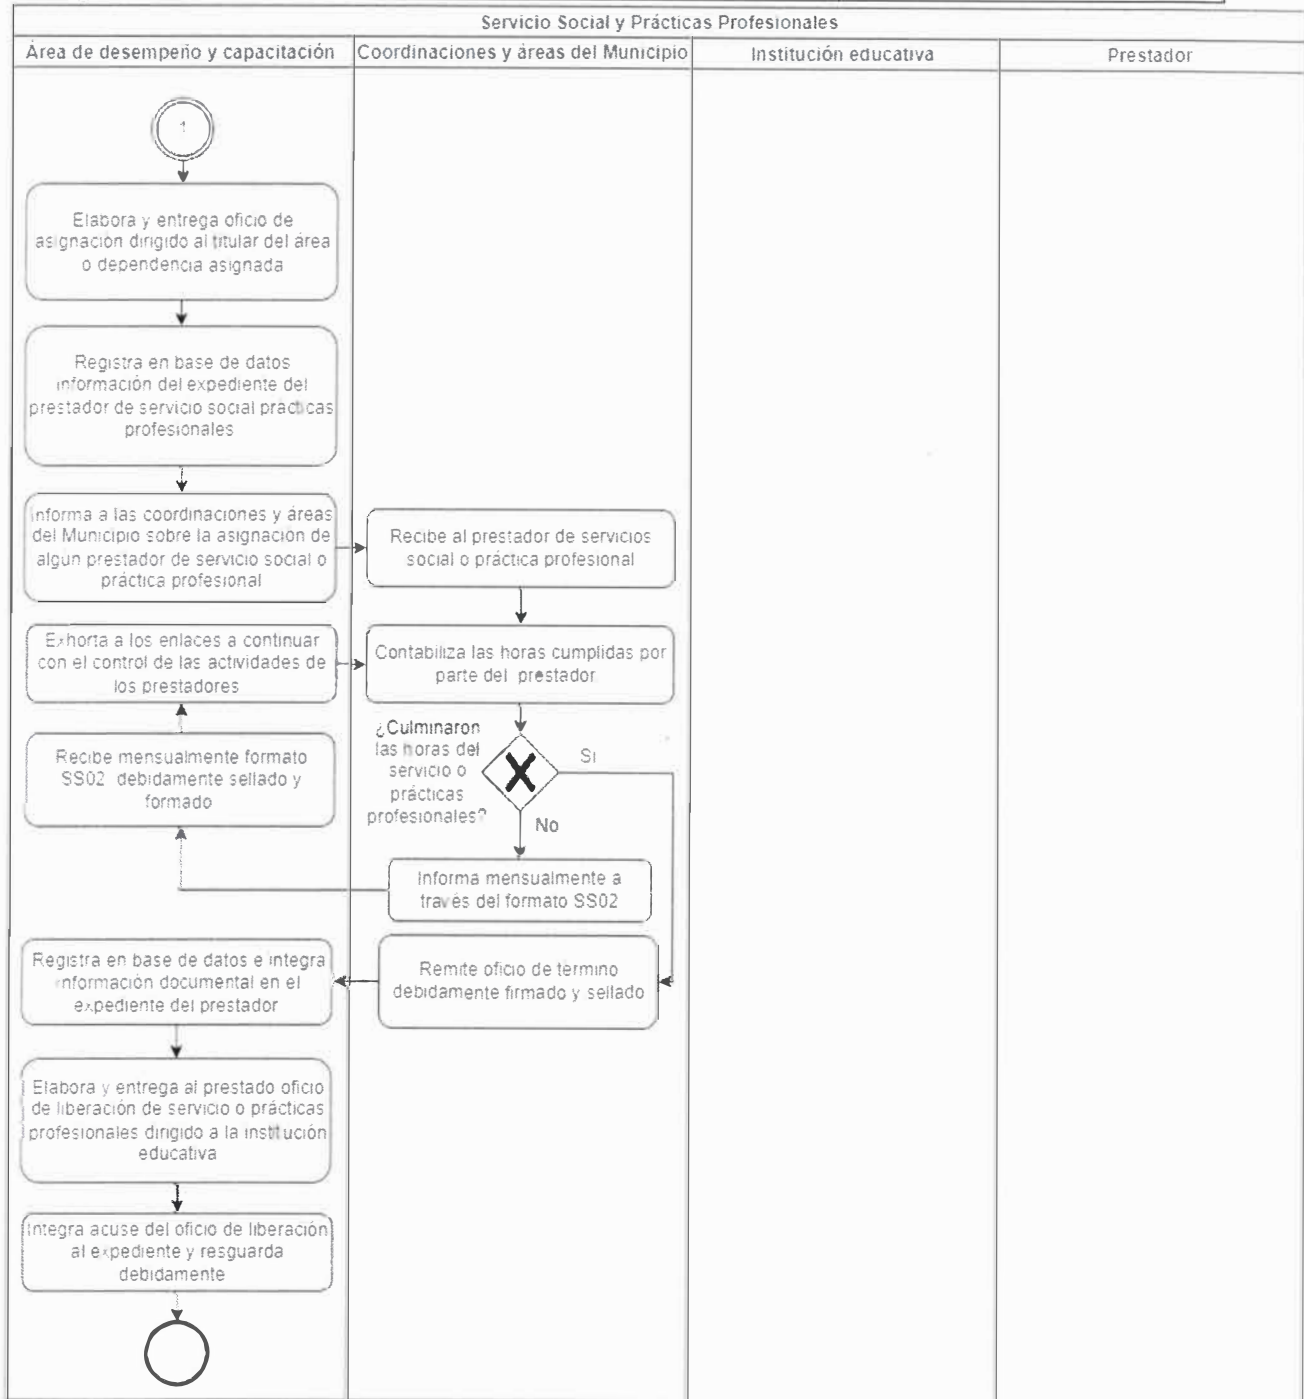 Servicio Social y Prácticas Profesionales
Área de desempeño y capacitación
Coordinaciones y áreas del Municipio
Institución educativa
Prestador
1
Elabora y entrega oficio de
asignación dirigido al titular del área
o dependencia asignada
Registra en base de datos
información del expediente del
prestador de servicio social prácticas
profesionales
Informa a las coordinaciones y áreas
del Municipio sobre la asignación de
algún prestador de servicio social o
práctica profesional
Recibe al prestador de servicios
social o práctica profesional
Exhorta a los enlaces a continuar
con el control de las actividades de
los prestadores
Contabiliza las horas cumplidas por
parte del prestador
¿Culminaron
las horas del
servicio o
prácticas
profesionales?
Si
No
Recibe mensualmente formato
SS02 debidamente sellado y
formado
Informa mensualmente a
través del formato SS02
Registra en base de datos e integra
información documental en el
expediente del prestador
Remite oficio de termino
debidamente firmado y sellado
Elabora y entrega al prestado oficio
de liberación de servicio o prácticas
profesionales dirigido a la institución
educativa
Integra acuse del oficio de liberación
al expediente y resguarda
debidamente